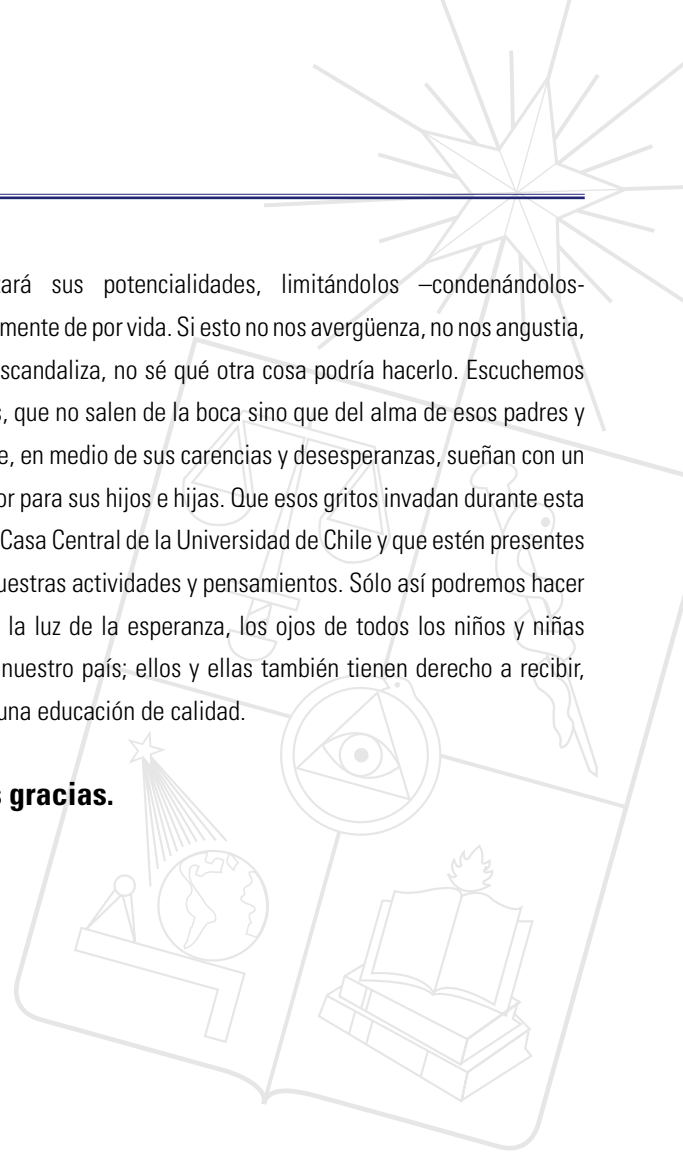 tará sus potencialidades, limitándolos –condenándolos-
mente de por vida. Si esto no nos avergüenza, no nos angustia,
scandaliza, no sé qué otra cosa podría hacerlo. Escuchemos
s, que no salen de la boca sino que del alma de esos padres y
e, en medio de sus carencias y desesperanzas, sueñan con un
or para sus hijos e hijas. Que esos gritos invadan durante esta
Casa Central de la Universidad de Chile y que estén presentes
uestras actividades y pensamientos. Sólo así podremos hacer
la luz de la esperanza, los ojos de todos los niños y niñas
nuestro país; ellos y ellas también tienen derecho a recibir,
una educación de calidad.
s gracias.